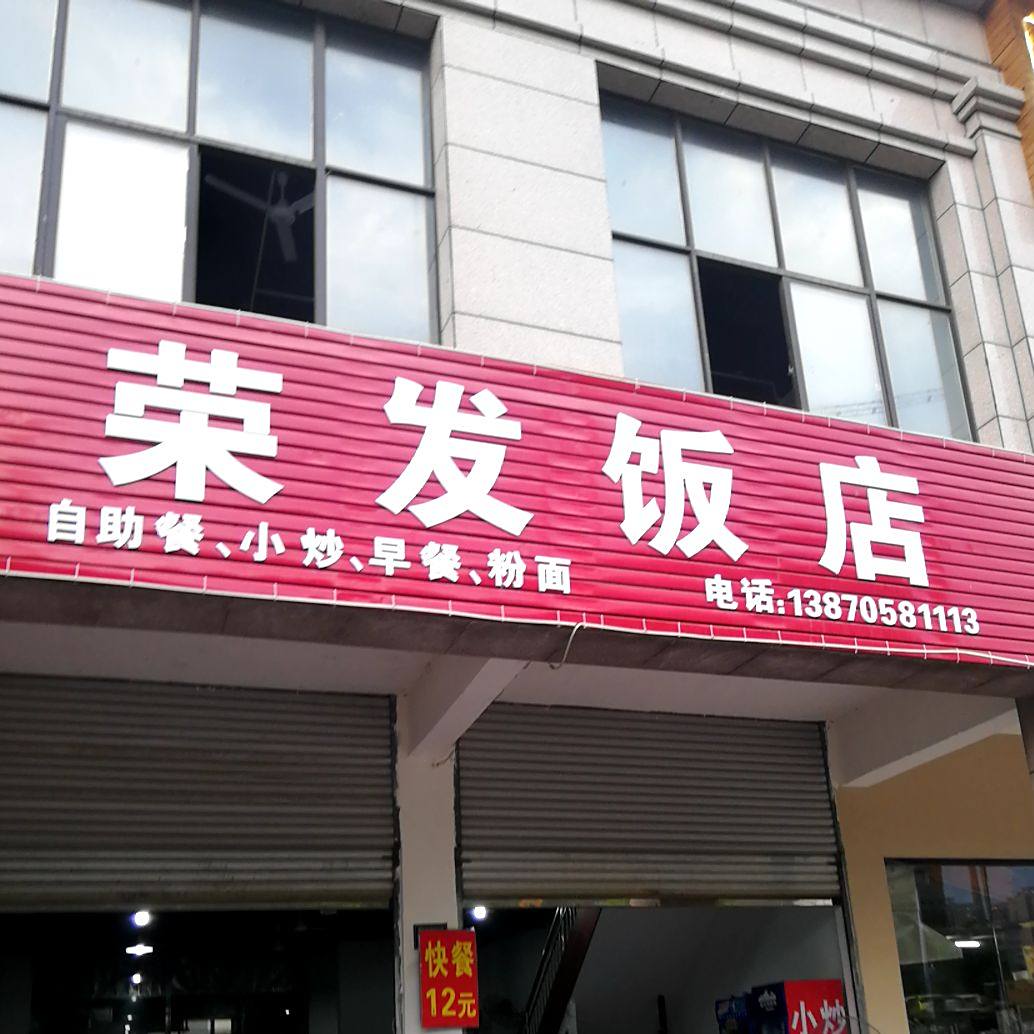 荣发饭店
自助餐、小炒、早餐、粉面
电话:13870581113
快餐
12元
小炒